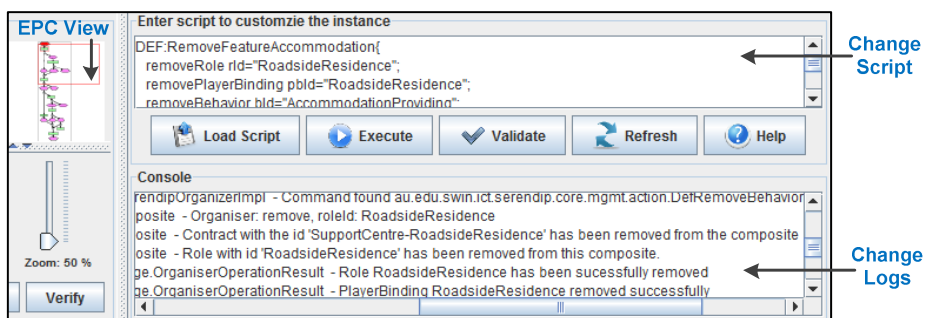 EPC View
Enter script to customzie the instance
DEF:RemoveFeatureAccommodation{
removeRole rId="RoadsideResidence";
removePlayerBinding pbId="RoadsideResidence";
removeBehavior bId="AccommodationProviding";
Change
Script
Load Script
Execute
Validate
Refresh
Help
Console
rendipOrganizerImpl - Command found au.edu.swin.ict.serendip.core.mgmt.action.DefRemoveBehavior
posite - Organiser: remove, roleId: RoadsideResidence
osite - Contract with the id 'SupportCentre-RoadsideResidence' has been removed from the composite
osite - Role with id 'RoadsideResidence' has been removed from this composite.
ge.OrganiserOperationResult - Role RoadsideResidence has been sucessfully removed
ge.OrganiserOperationResult - PlayerBinding RoadsideResidence removed successfully
Change
Logs
Zoom: 50 %
Verify